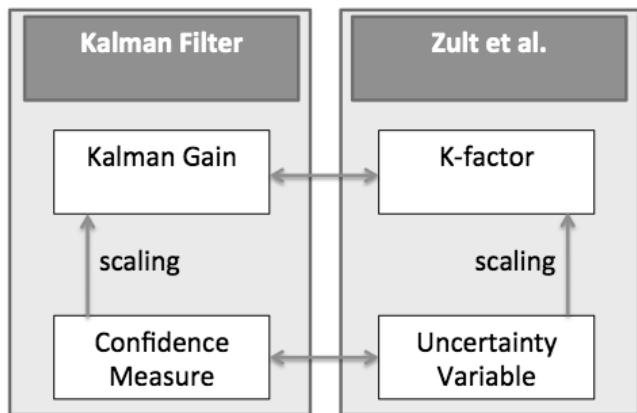 Kalman Filter
Zult et al.
Kalman Gain
K-factor
scaling
scaling
Confidence
Measure
Uncertainty
Variable